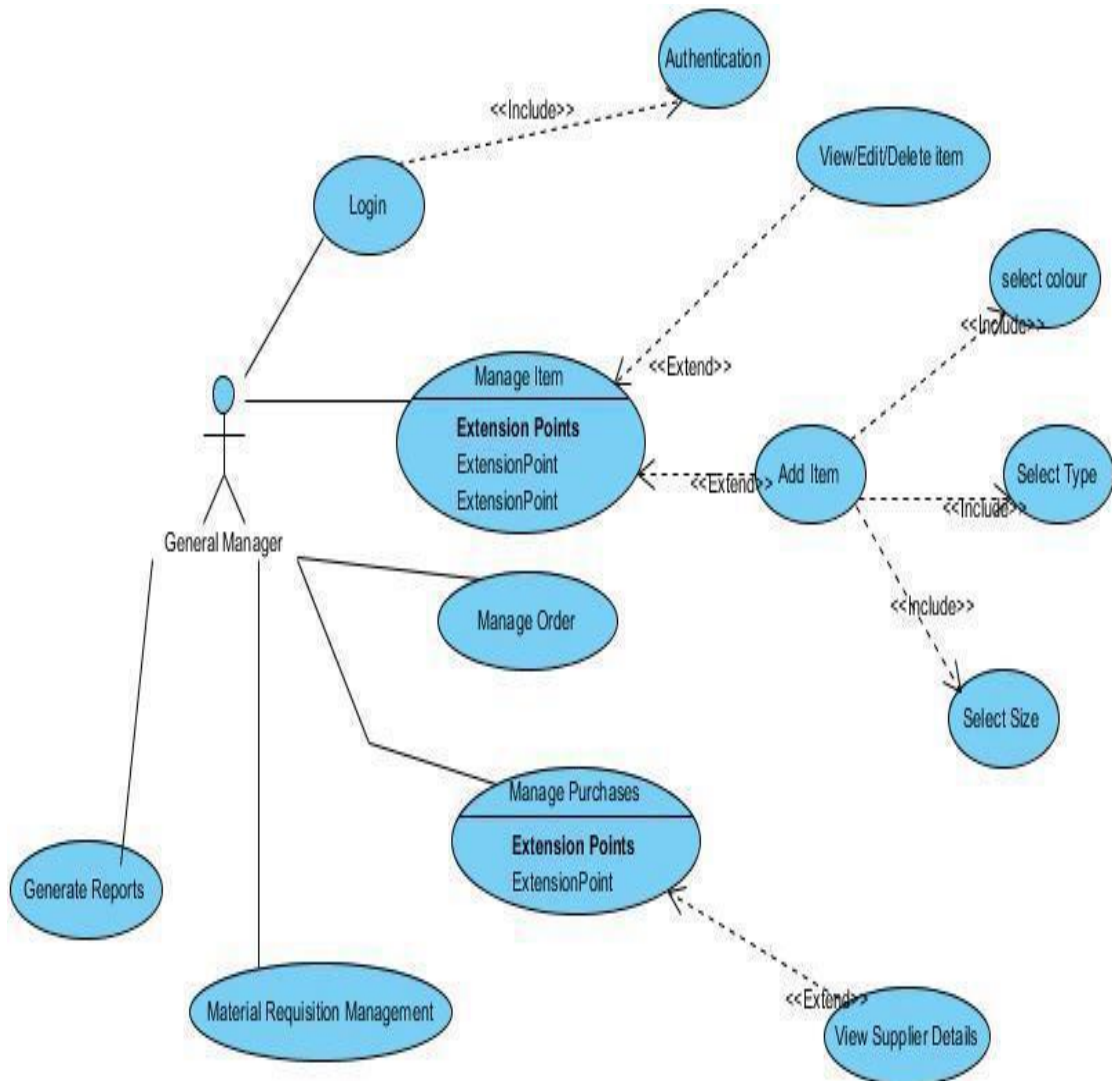 Authentication
<<Include>>
View/Edit/Delete item
Login
select colour
<<Include>>
<<Extend>>
Manage Item
Extension Points
ExtensionPoint
ExtensionPoint
<<Extend>>
Add Item
Select Type
<<Include>>
General Manager
Manage Order
<<Include>>
Select Size
Manage Purchases
Extension Points
ExtensionPoint
Generate Reports
Material Requisition Management
<<Extend>>
View Supplier Details